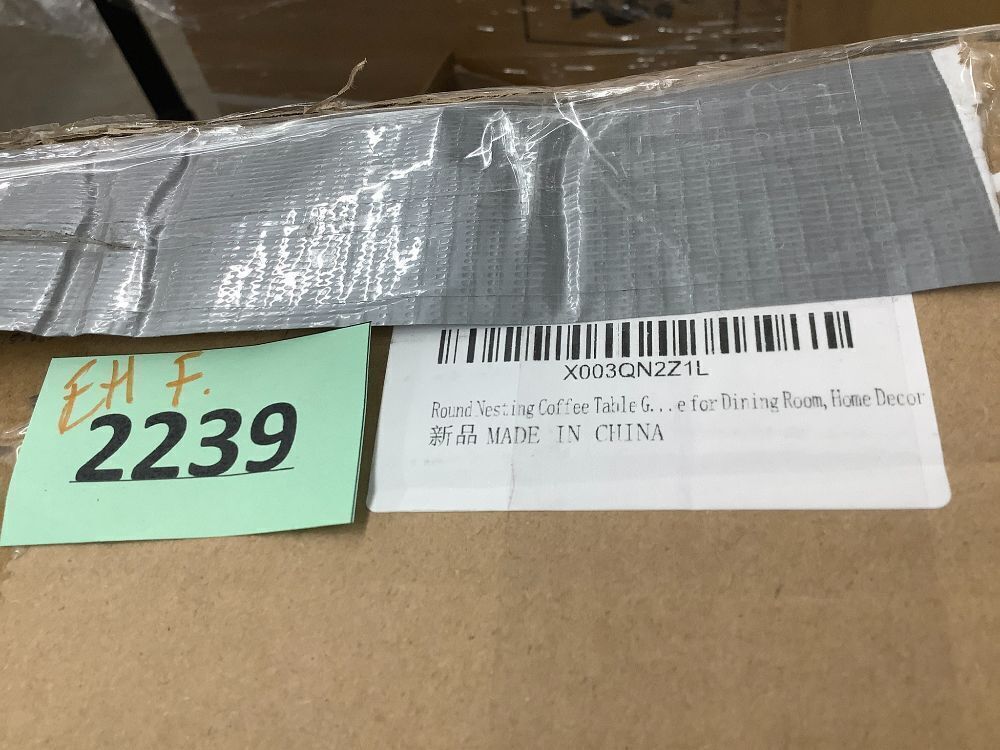 EH F.
2239
X003QN2Z1L
Round Nesting Coffee Table G...e for Dining Room, Home Decor
新品 MADE IN CHINA